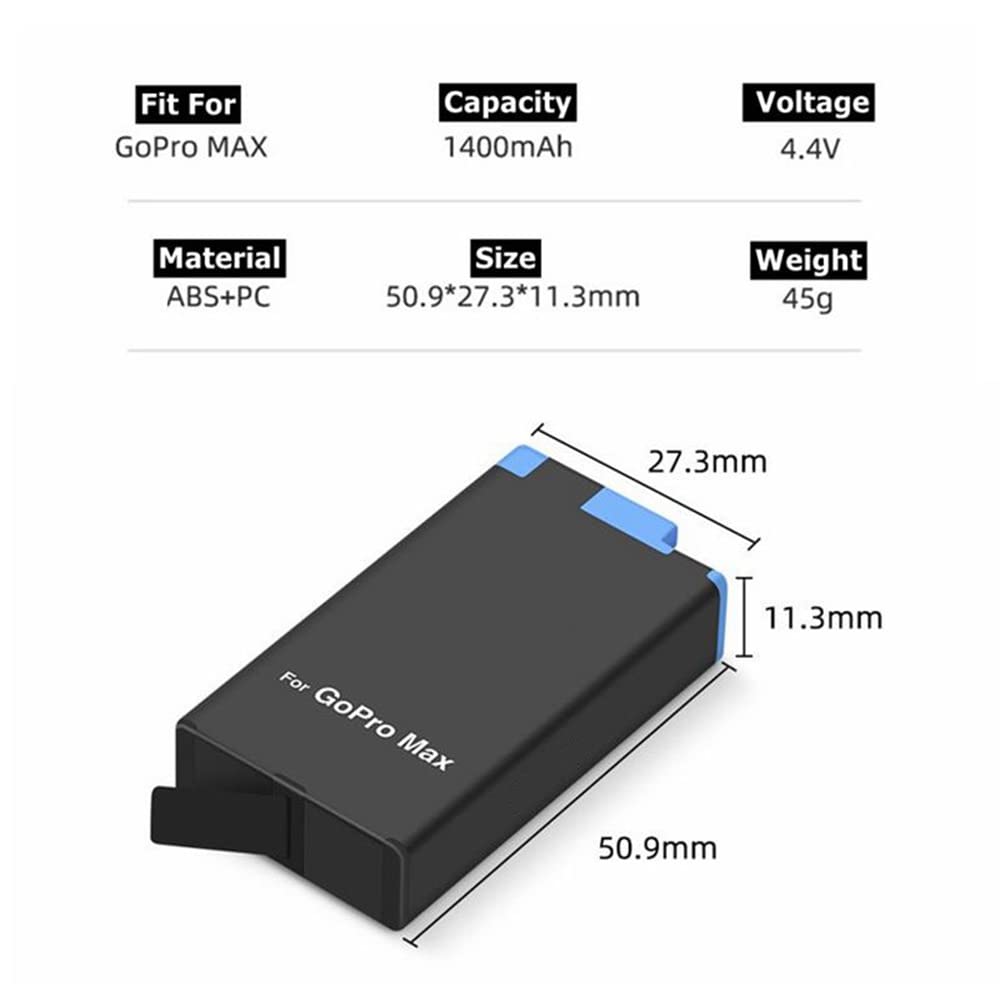 Fit For
Capacity
Voltage
GoPro MAX
1400mAh
4.4V
Material
Size
Weight
ABS+PC
50.9*27.3*11.3mm
45g
27.3mm
11.3mm
For GoPro Max
50.9mm